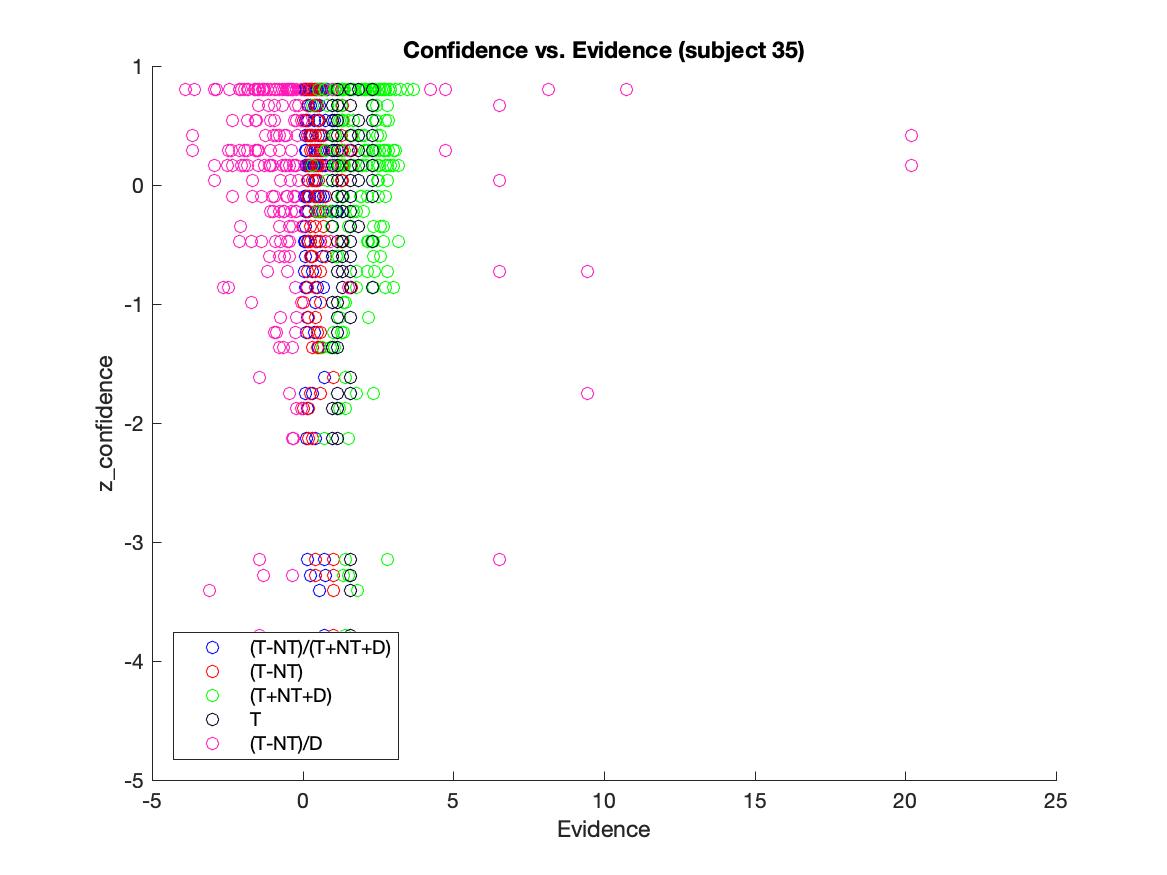 Confidence vs. Evidence (subject 35)
1
0
-1
-2
-3
-4
-5
z_confidence
(T-NT)/(T+NT+D)
(T-NT)
(T+NT+D)
T
(T-NT)/D
-5 0 5 10 15 20 25
Evidence